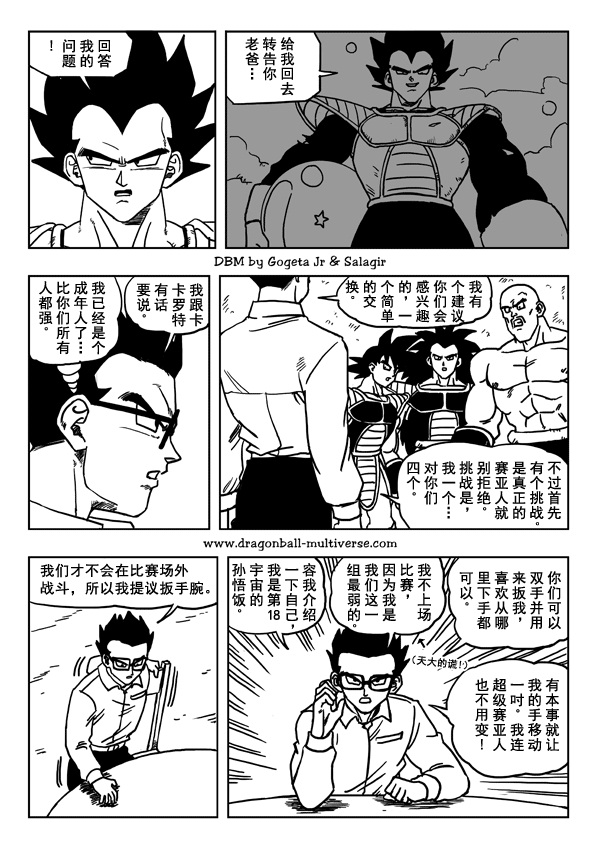 回答
我的
问题
！
给我回去
转告你
老爸…
DBM by Gogeta Jr & Salagir
我已经是个
成年人了…
比你们所有
人都强。
我跟卡
卡罗特
有话
要说。
我有
个建议
你们会
感兴趣
的，一
个简单
的交
换。
不过首先
有个挑战。
是真正的
赛亚人就
别拒绝。
挑战是，
我一个…
对你们
四个。
www.dragonball-multiverse.com
我们才不会在比赛场外
战斗，所以我提议扳手腕。
容我介绍
一下自己，
我是第18
宇宙的
孙悟饭。
我不上场
比赛，
因为我是
我们这一
组最弱的。
（天大的谎！）
你们可以
双手并用
来扳我，
喜欢从哪
里下手都
可以。
有本事就让
我的手移动
一吋。我连
超级赛亚人
也不用变！